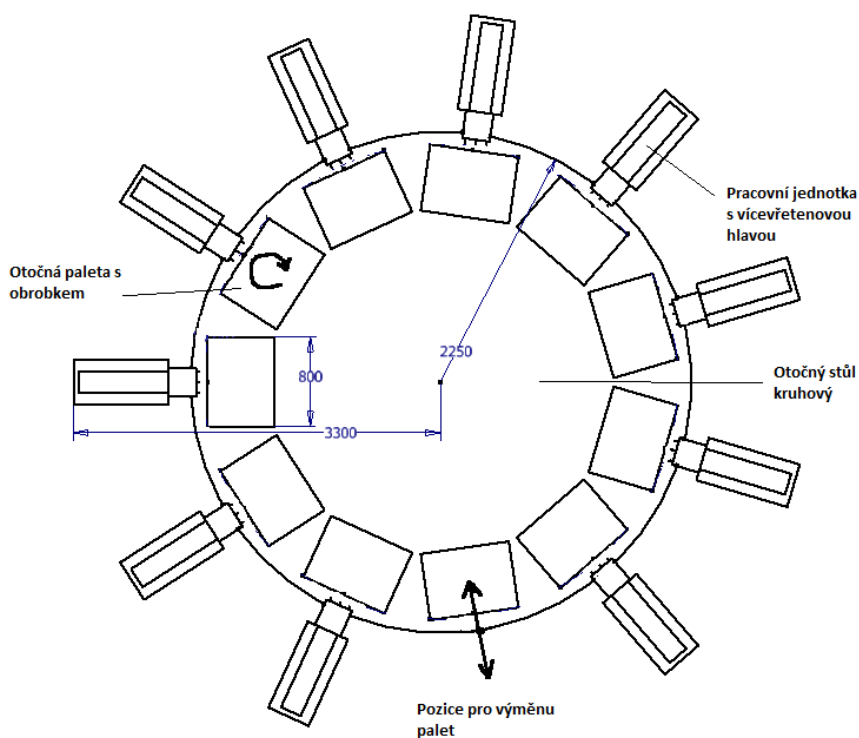 Pracovní jednotka
s vícevřetenovou
hlavou
Otočná paleta s
obrobkem
2250
800
Otočný stůl
kruhový
3300
Pozice pro výměnu
palet